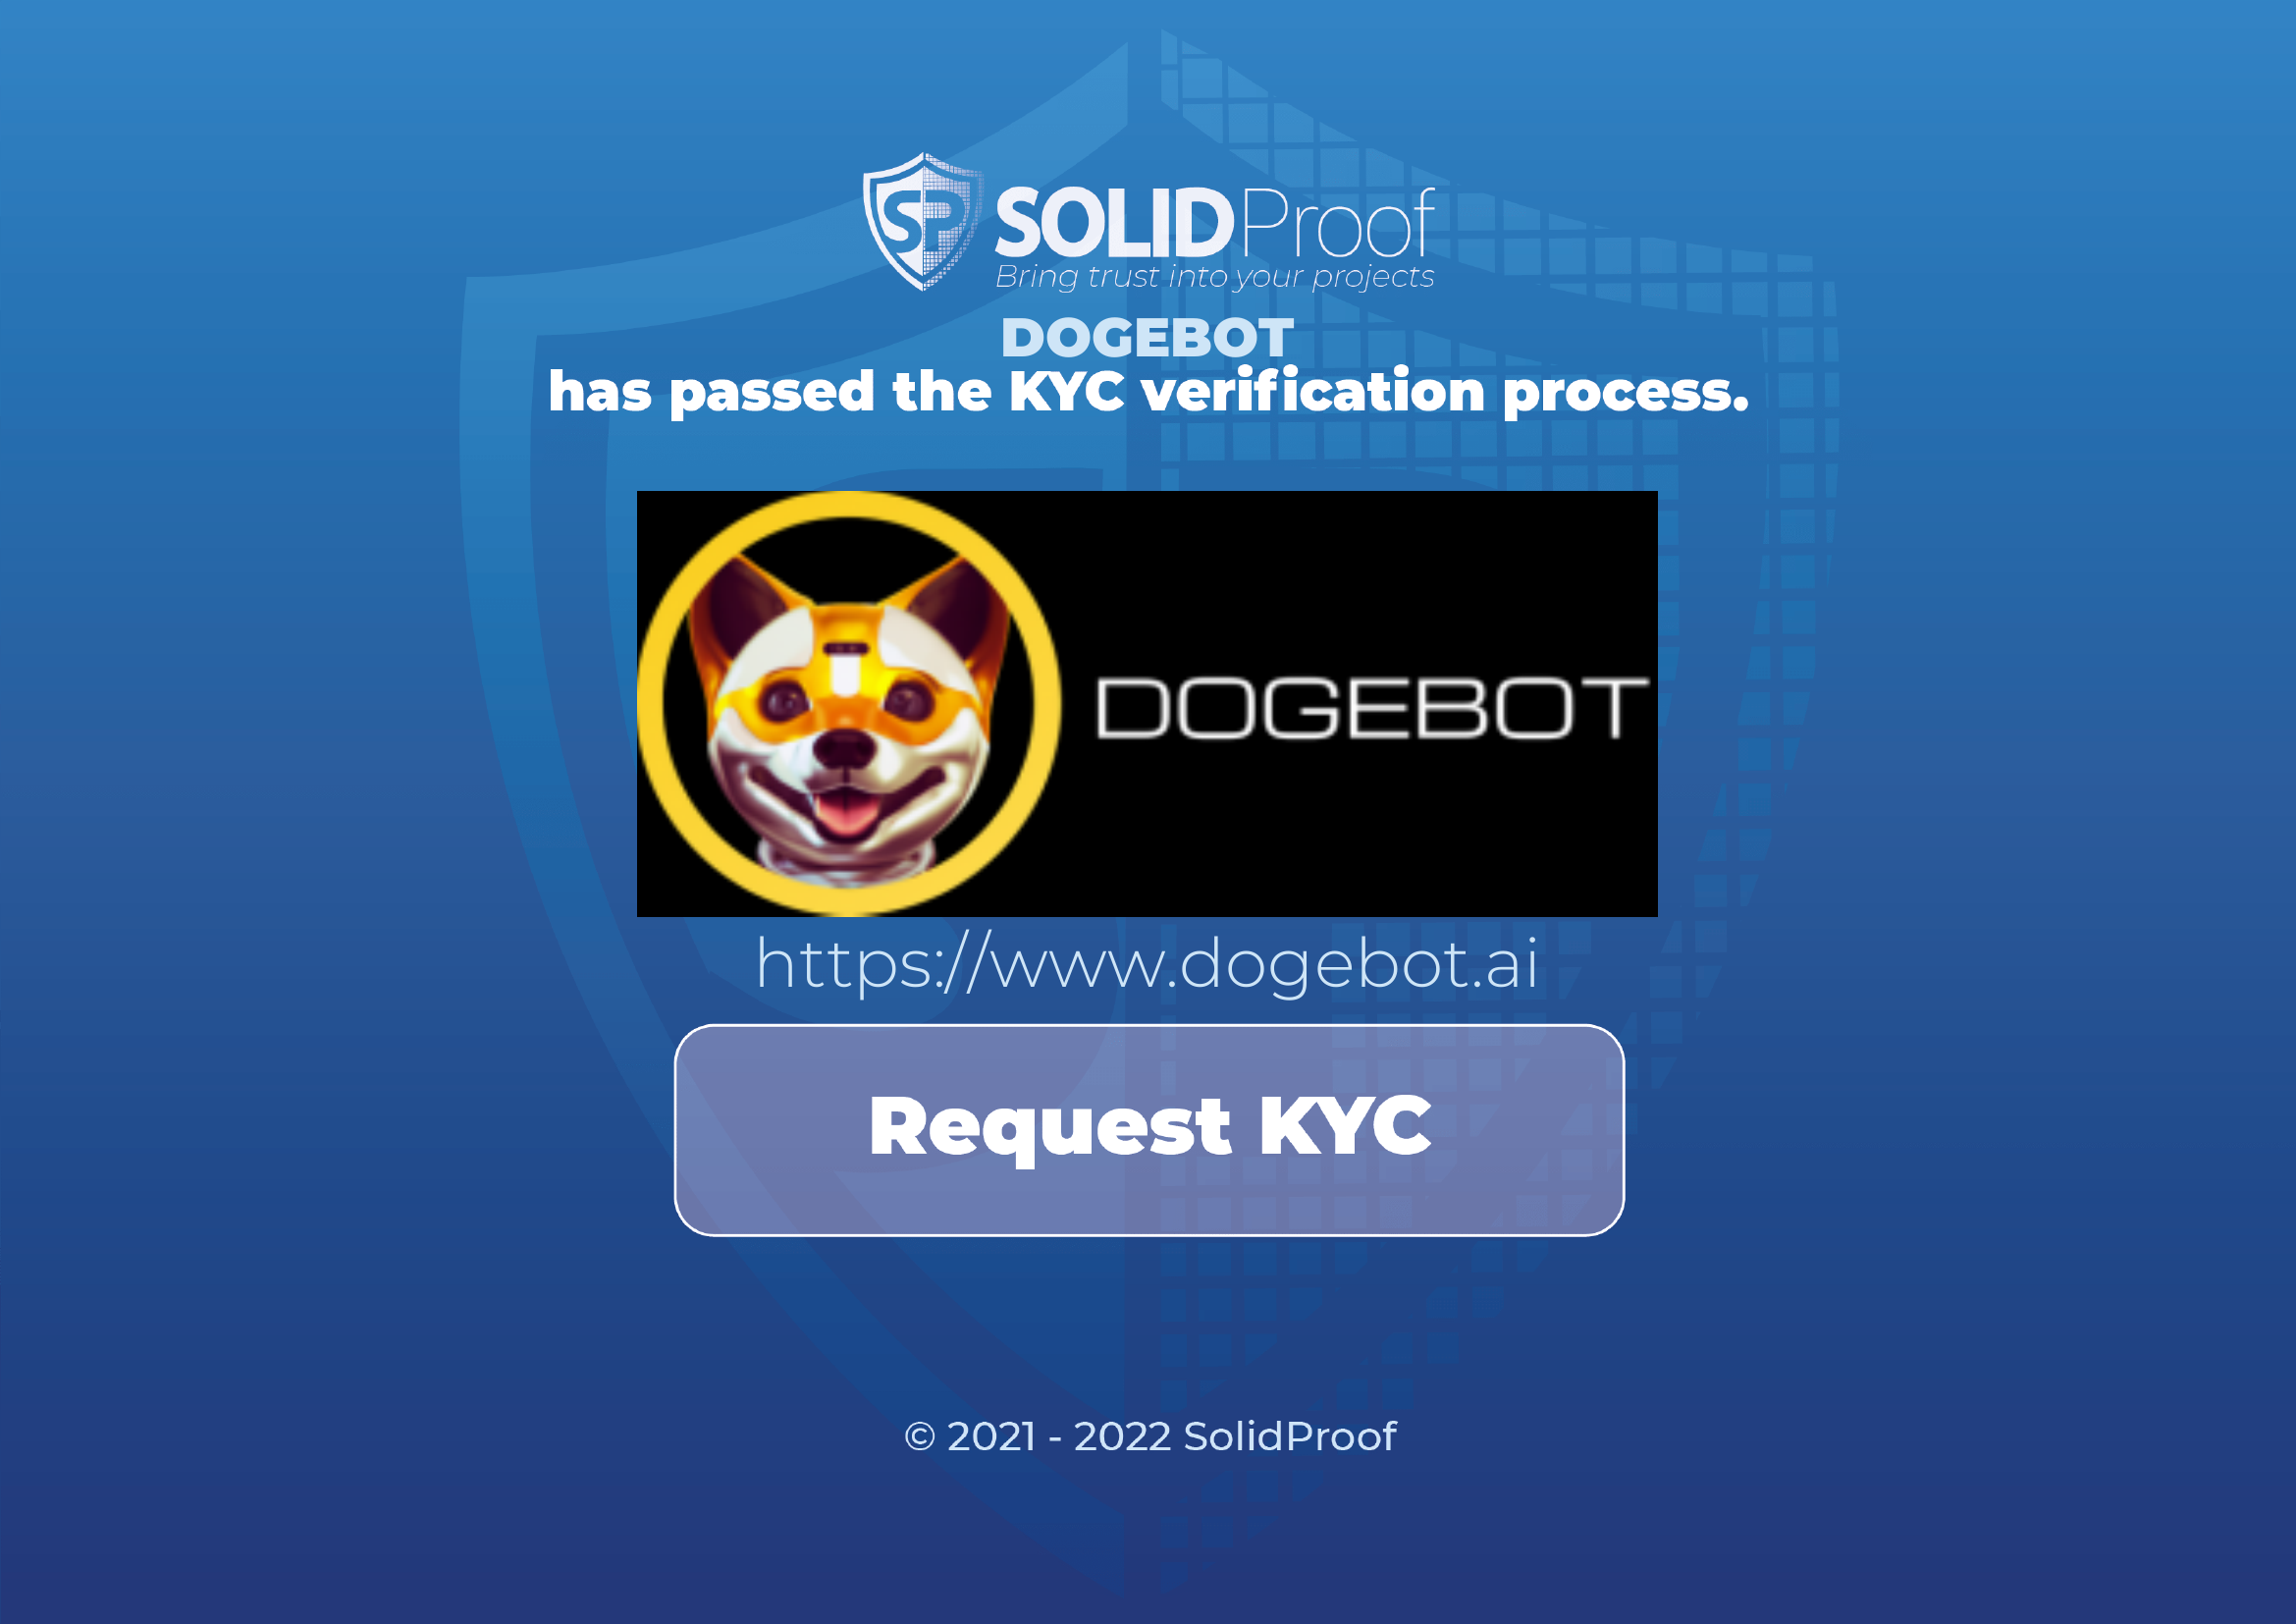 SP SOLIDProof
Bring trust into your projects
DOGEBOT
has passed the KYC verification process.
DOGEBOT
https://www.dogebot.ai
Request KYC
© 2021 - 2022 SolidProof